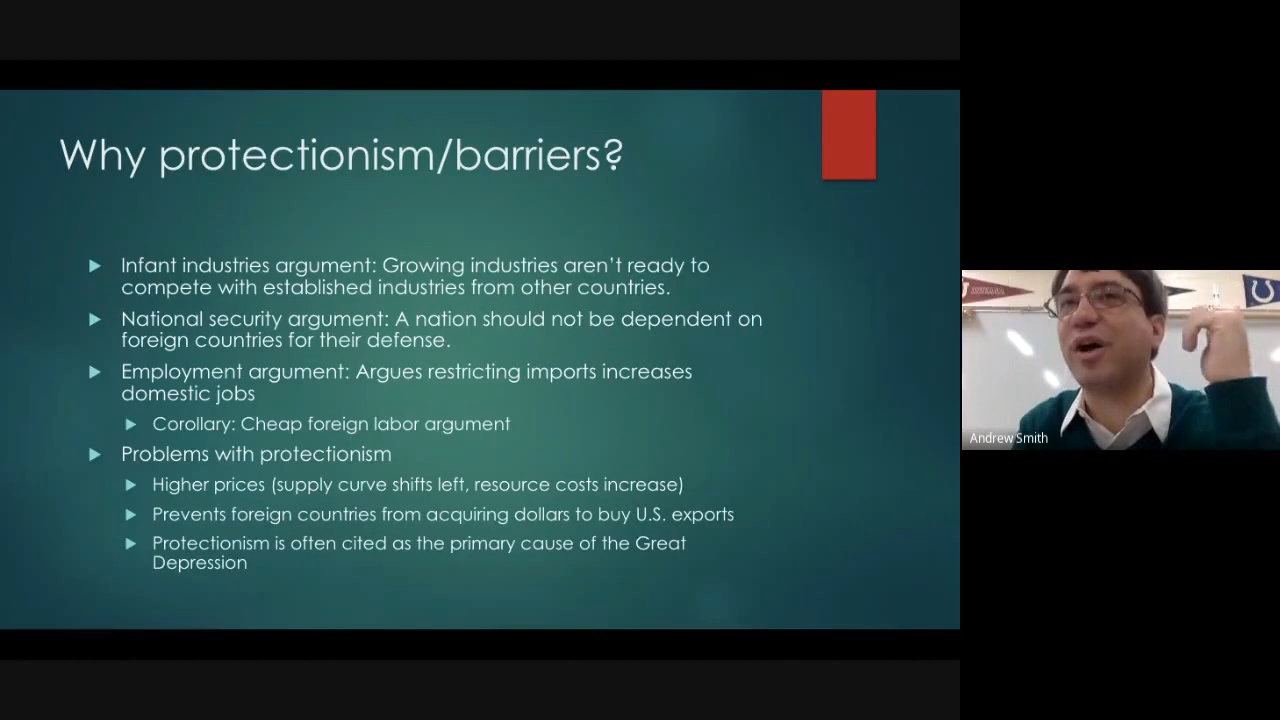 Why protectionism/barriers?
Infant industries argument: Growing industries aren't ready to
compete with established industries from other countries.
National security argument: A nation should not be dependent on
foreign countries for their defense.
Employment argument: Argues restricting imports increases
domestic jobs
Corollary: Cheap foreign labor argument
Problems with protectionism
Higher prices (supply curve shifts left, resource costs increase)
Prevents foreign countries from acquiring dollars to buy U.S. exports
Protectionism is often cited as the primary cause of the Great
Depression
Andrew Smith